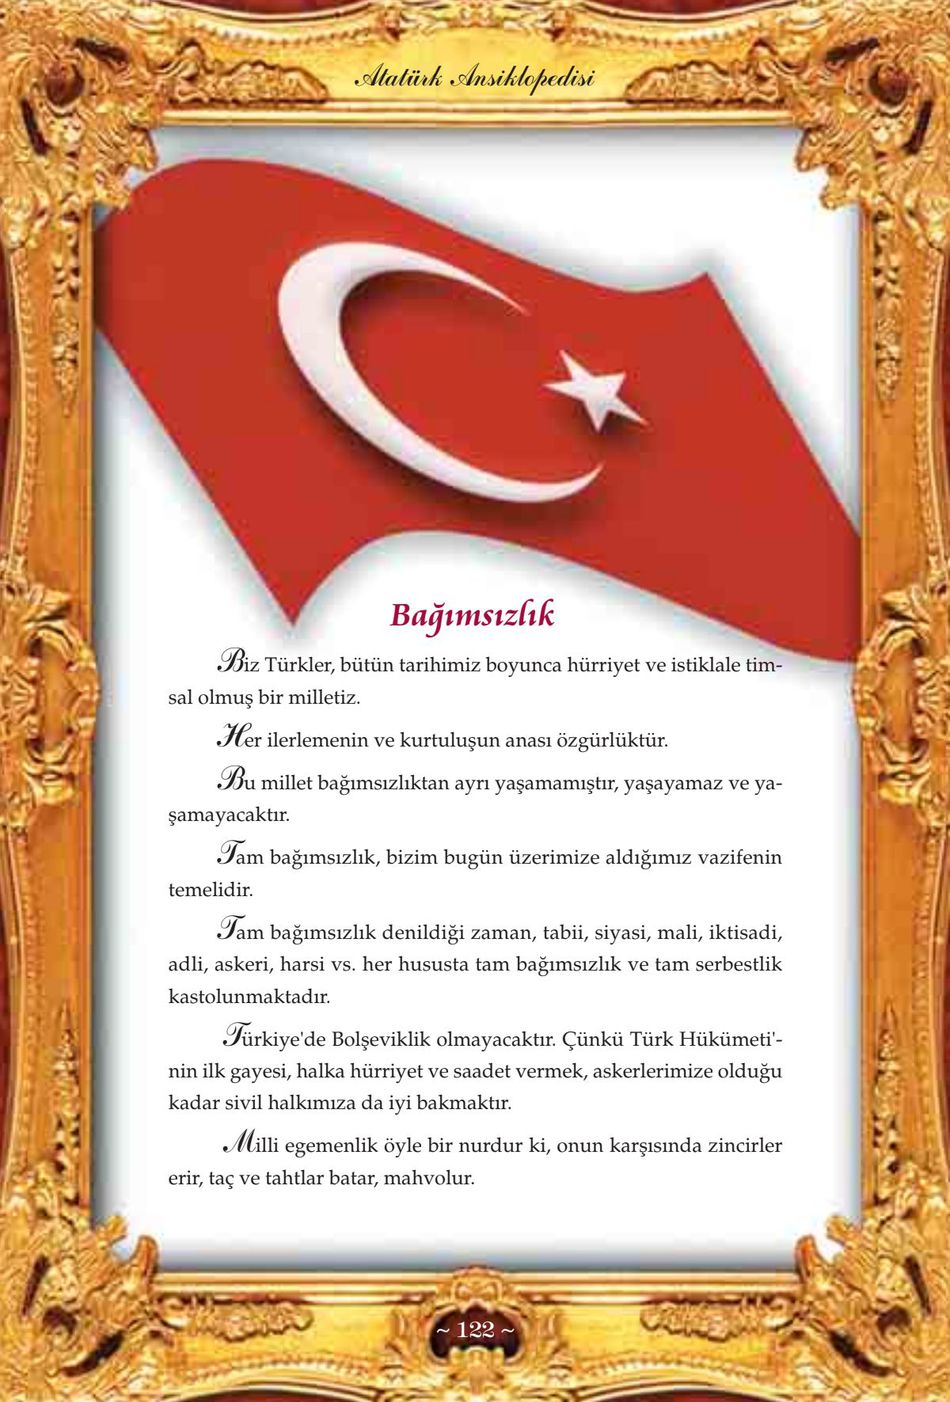 Atatürk Ansiklopedisi
Bağımsızlık
Biz Türkler, bütün tarihimiz boyunca hürriyet ve istiklale tim-
sal olmuş bir milletiz.
Her ilerlemenin ve kurtuluşun anası özgürlüktür.
Bu millet bağımsızlıktan ayrı yaşamamıştır, yaşayamaz ve ya-
şamayacaktır.
Tam bağımsızlık, bizim bugün üzerimize aldığımız vazifenin
temelidir.
Tam bağımsızlık denildiği zaman, tabii, siyasi, mali, iktisadi,
adli, askeri, harsi vs. her hususta tam bağımsızlık ve tam serbestlik
kastolunmaktadır.
Türkiye'de Bolşeviklik olmayacaktır. Çünkü Türk Hükümeti'-
nin ilk gayesi, halka hürriyet ve saadet vermek, askerlerimize olduğu
kadar sivil halkımıza da iyi bakmaktır.
Milli egemenlik öyle bir nurdur ki, onun karşısında zincirler
erir, taç ve tahtlar batar, mahvolur.
~ 122 ~